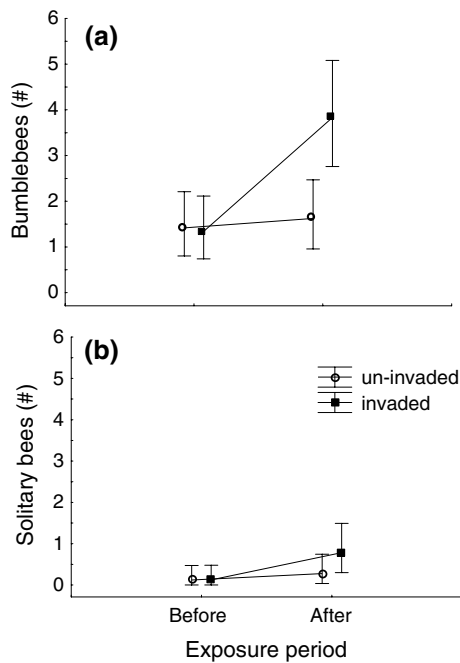 (a)
Bumblebees (#)
6
5
4
3
2
1
0
(b)
Solitary bees (#)
6
5
4
3
2
1
0
un-invaded
invaded
Before After
Exposure period